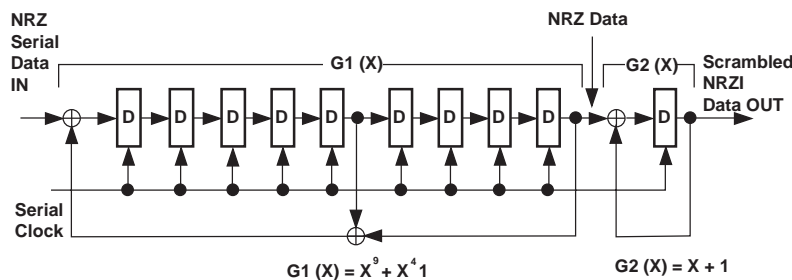 NRZ
Serial
Data
IN
NRZ Data
G1 (X)
G2 (X)
Scrambled
NRZI
Data OUT
D D D D D D D D D D
Serial
Clock
G1 (X) = X⁹ + X⁴ 1
G2 (X) = X + 1